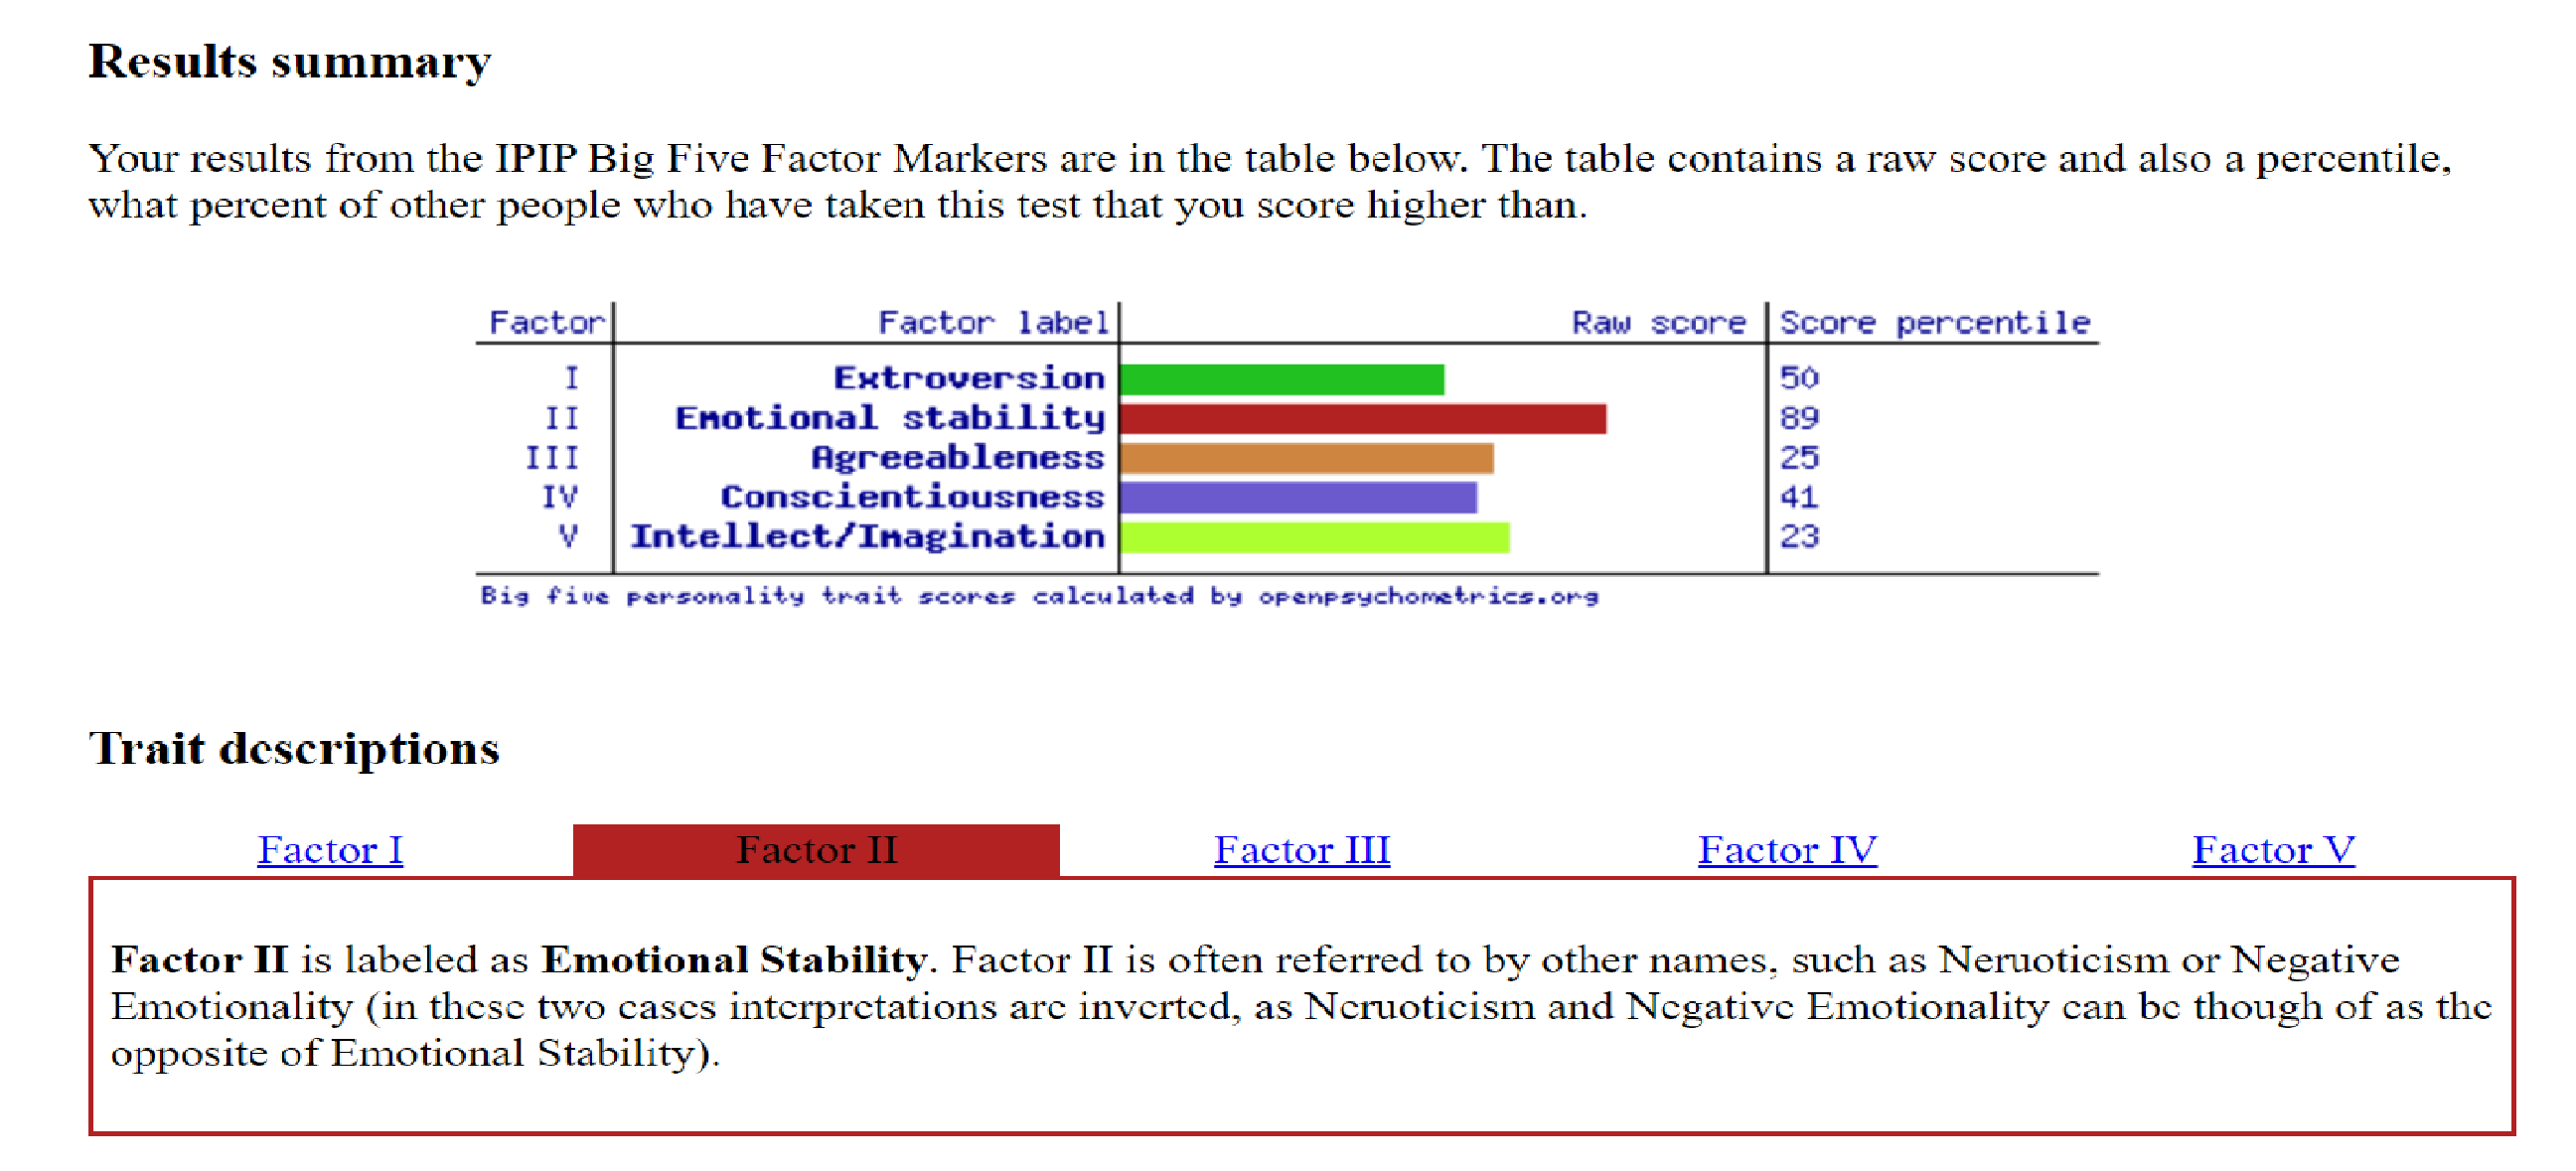 Results summary
Your results from the IPIP Big Five Factor Markers are in the table below. The table contains a raw score and also a percentile,
what percent of other people who have taken this test that you score higher than.
Factor Factor label Raw score Score percentile
I Extroversion 50
II Emotional stability 89
III Agreeableness 25
IV Conscientiousness 41
V Intellect/Imagination 23
Big five personality trait scores calculated by openpsychometrics.org
Trait descriptions
Factor I Factor II Factor III Factor IV Factor V
Factor II is labeled as Emotional Stability. Factor II is often referred to by other names, such as Neruoticism or Negative
Emotionality (in these two cases interpretations are inverted, as Neruoticism and Negative Emotionality can be though of as the
opposite of Emotional Stability).